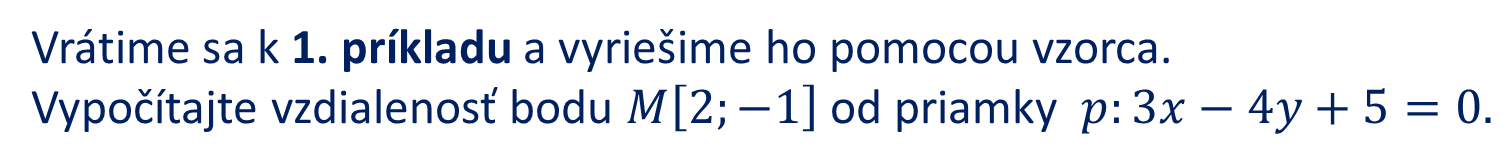 Vrátime sa k 1. príkladu a vyriešime ho pomocou vzorca.
Vypočítajte vzdialenosť bodu M[2; −1] od priamky p: 3x − 4y + 5 = 0.